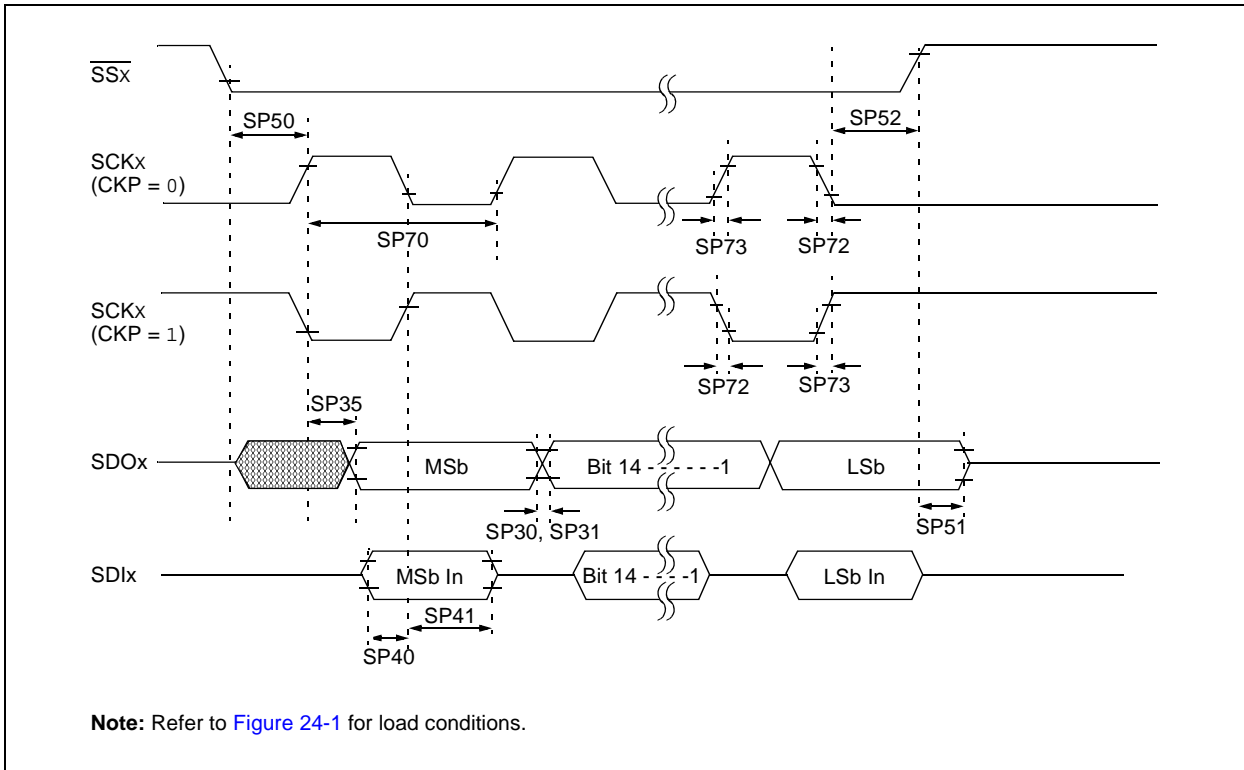 SSX
SP50
SP52
SCKX
(CKP = 0)
SP70
SP73
SP72
SCKX
(CKP = 1)
SP72
SP73
SP35
SDOx
MSb
Bit 14 - - - - - -1
LSb
SP30, SP31
SP51
SDIx
MSb In
Bit 14 - - - -1
LSb In
SP41
SP40
Note: Refer to Figure 24-1 for load conditions.